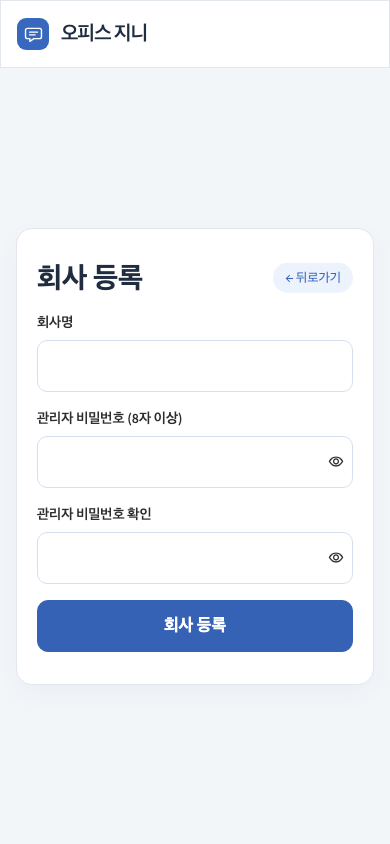 오피스 지니
회사 등록
← 뒤로가기
회사명
관리자 비밀번호 (8자 이상)
관리자 비밀번호 확인
회사 등록